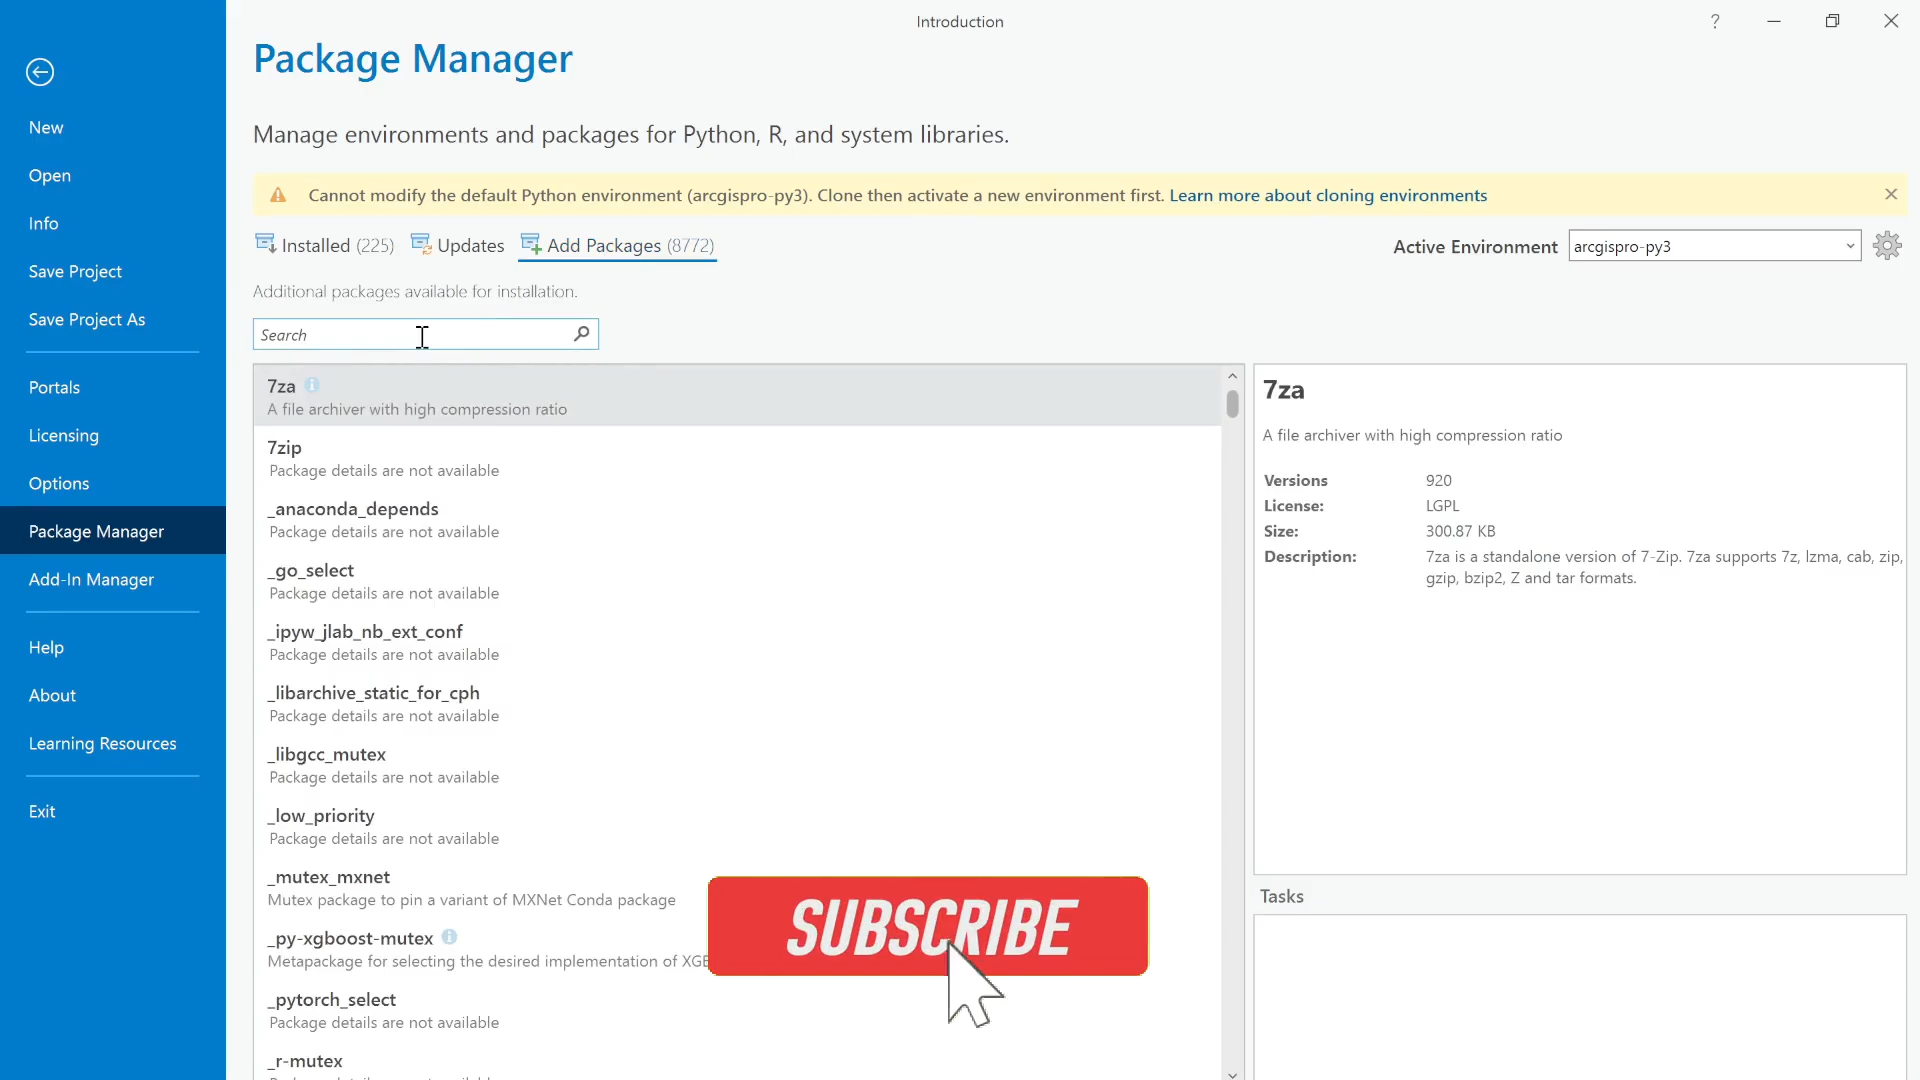 Introduction
?
Package Manager
New
Open
Info
Save Project
Save Project As
Portals
Licensing
Options
Package Manager
Add-In Manager
Help
About
Learning Resources
Exit
Manage environments and packages for Python, R, and system libraries.
Cannot modify the default Python environment (arcgispro-py3). Clone then activate a new environment first. Learn more about cloning environments
Installed (225) Updates Add Packages (8772)
Active Environment arcgispro-py3
Additional packages available for installation.
Search
7za
A file archiver with high compression ratio
7zip
Package details are not available
_anaconda_depends
Package details are not available
_go_select
Package details are not available
_ipyw_jlab_nb_ext_conf
Package details are not available
_libarchive_static_for_cph
Package details are not available
_libgcc_mutex
Package details are not available
_low_priority
Package details are not available
_mutex_mxnet
Mutex package to pin a variant of MXNet Conda package
_py-xgboost-mutex
Metapackage for selecting the desired implementation of
_pytorch_select
Package details are not available
_r-mutex
7za
A file archiver with high compression ratio
Versions 920
License: LGPL
Size: 300.87 KB
Description: 7za is a standalone version of 7-Zip. 7za supports 7z, lzma, cab, zip,
gzip, bzip2, Z and tar formats.
Tasks
SUBSCRIBE